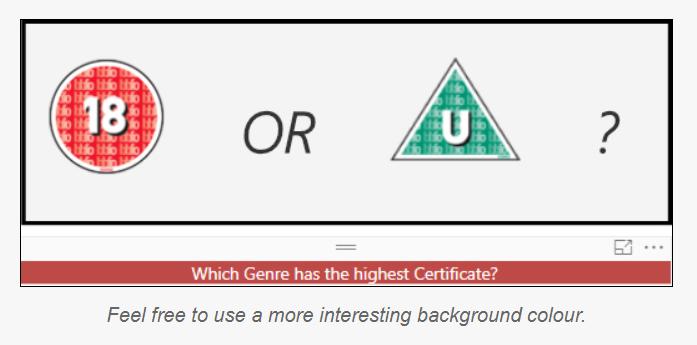 18 OR U ?
Which Genre has the highest Certificate?
Feel free to use a more interesting background colour.